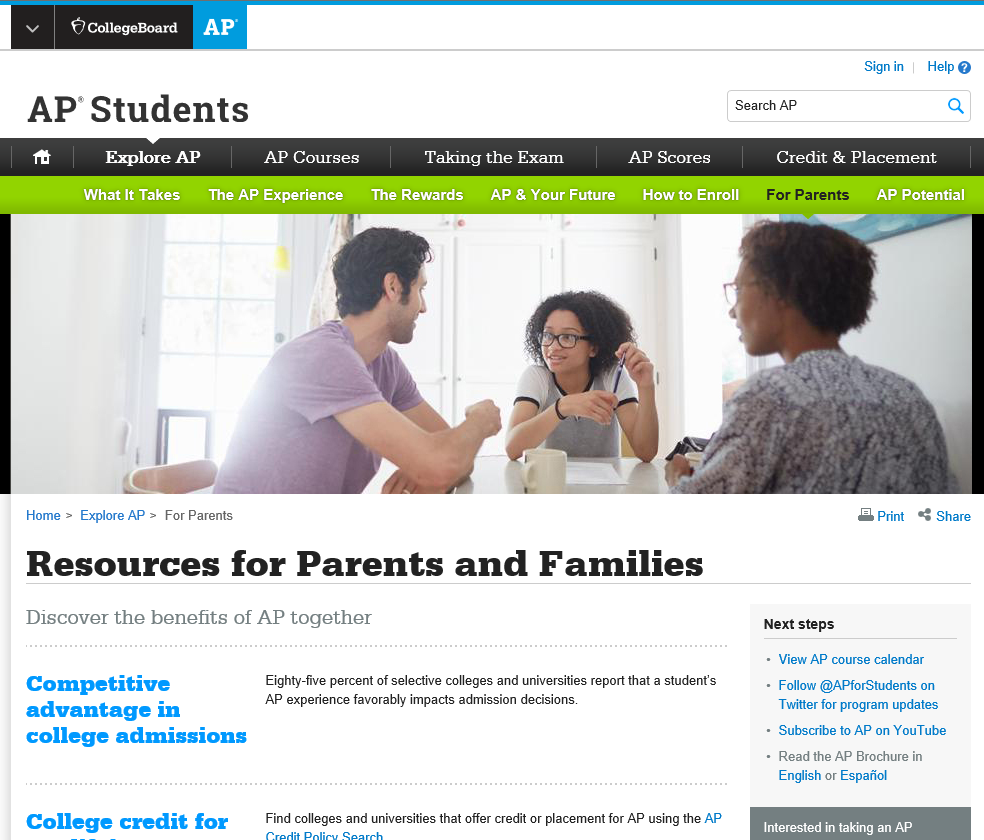 CollegeBoard AP®
Sign in Help ?
AP® Students
Search AP
Explore AP AP Courses Taking the Exam AP Scores Credit & Placement
What It Takes The AP Experience The Rewards AP & Your Future How to Enroll For Parents AP Potential
Home > Explore AP > For Parents
Print Share
Resources for Parents and Families
Discover the benefits of AP together
Competitive
advantage in
college admissions
Eighty-five percent of selective colleges and universities report that a student's
AP experience favorably impacts admission decisions.
College credit for
Find colleges and universities that offer credit or placement for AP using the AP
Credit Policy Search
Next steps
• View AP course calendar
• Follow @APforStudents on
Twitter for program updates
• Subscribe to AP on YouTube
• Read the AP Brochure in
English or Español
Interested in taking an AP